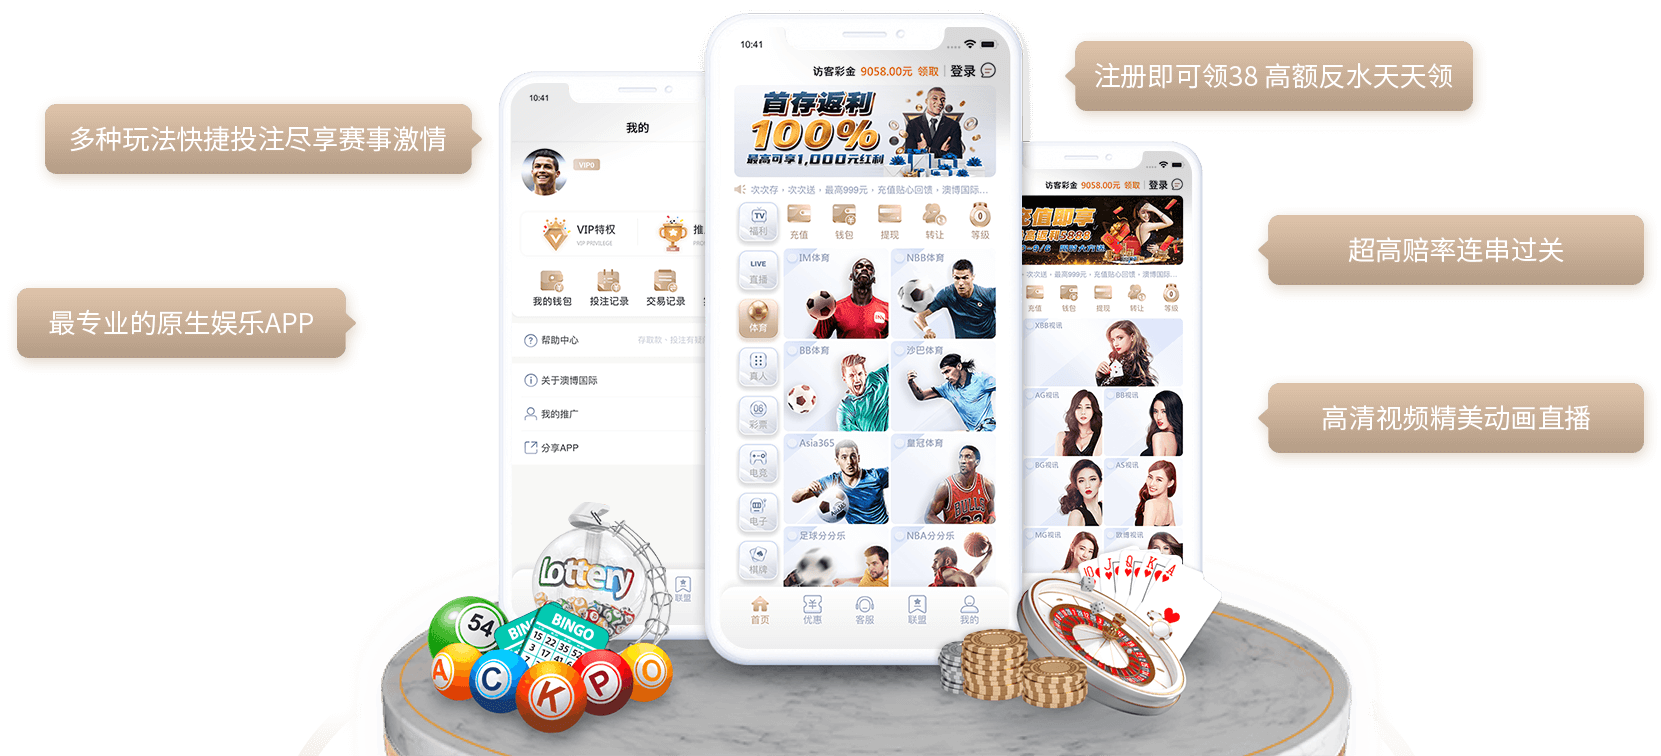 多种玩法快捷投注尽享赛事激情
最专业的原生娱乐APP
注册即可领38 高额反水天天领
超高赔率连串过关
高清视频精美动画直播
10:41
我的
VIP0
VIP特权
VIP PRIVILEGE
推
我的钱包
投注记录
交易记录
帮助中心
存取款，投注有疑
关于澳博国际
我的推广
分享APP
联盟
10:41
访客彩金 9058.00元 领取 登录
首存返利
100%
最高可享1,000元红利
次次存，次次送，最高999元，充值贴心回馈，澳博国际...
TV
福利
充值
钱包
提现
转让
等级
LIVE
直播
体育
真人
06
彩票
电竞
电子
棋牌
IM体育
NBB体育
BB体育
沙巴体育
Asia365
皇冠体育
BULLS
足球分分乐
NBA分分乐
首页
优惠
客服
联盟
我的
访客彩金 9058.00元 领取 登录
充值即享
高返利5888
次次送，最高999元，充值贴心回馈，澳博国际...
充值
钱包
提现
转让
等级
XBB视讯
AG视讯
BB视讯
BG视讯
AS视讯
MG视讯
欧博视讯
lottery
54
BINGO
BINGO
15 22 35 52
3 17 41
A
C
K
P
O
10
J
Q
K
A